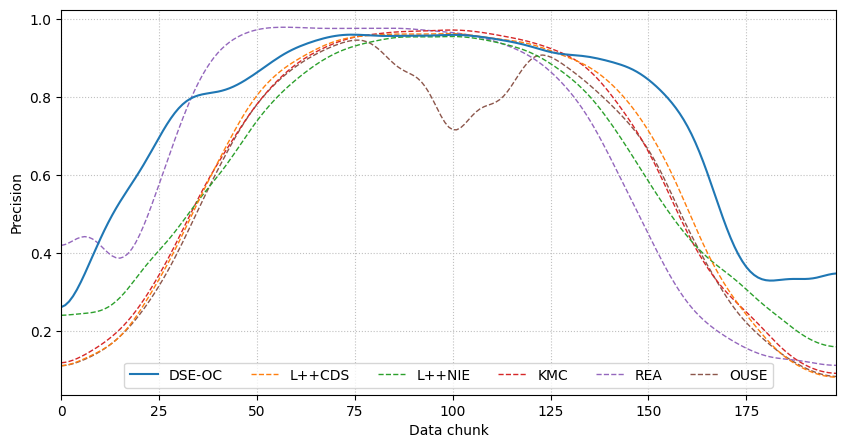 1.0
0.8
0.6
0.4
0.2
Precision
DSE-OC L++CDS L++NIE KMC REA OUSE
0 25 50 75 100 125 150 175
Data chunk